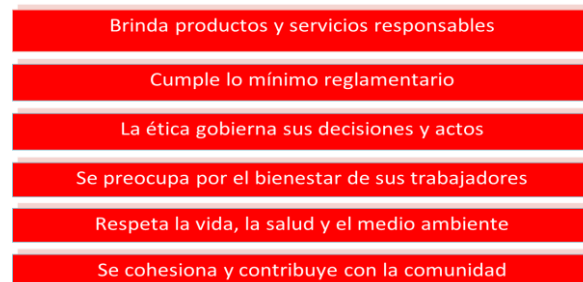 Brinda productos y servicios responsables
Cumple lo mínimo reglamentario
La ética gobierna sus decisiones y actos
Se preocupa por el bienestar de sus trabajadores
Respeta la vida, la salud y el medio ambiente
Se cohesiona y contribuye con la comunidad